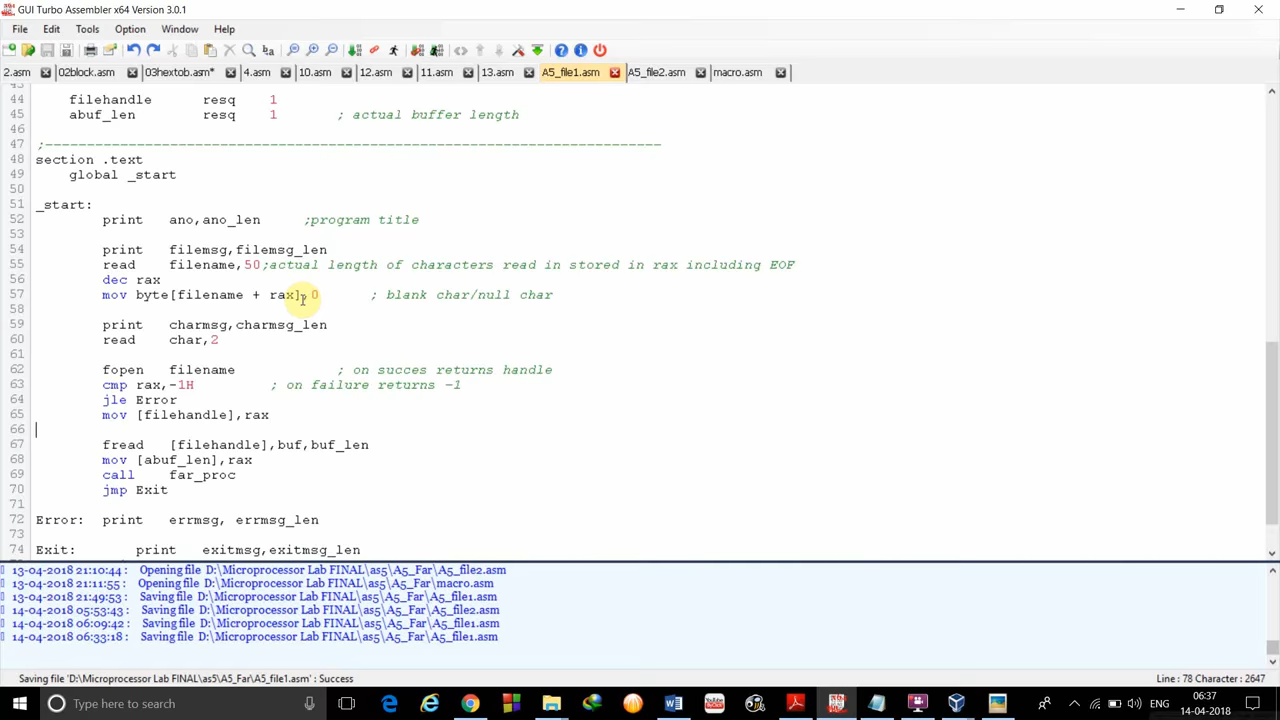 GUI Turbo Assembler x64 Version 3.0.1
File Edit Tools Option Window Help
2.asm 02block.asm 03hextob.asm* 4.asm 10.asm 12.asm 11.asm 13.asm A5_file1.asm A5_file2.asm macro.asm
43
44 filehandle resq 1
45 abuf_len resq 1 ; actual buffer length
46
47 ;--------------------------------------------------------------------------
48 section .text
49 global _start
50
51 _start:
52 print ano,ano_len ;program title
53
54 print filemsg,filemsg_len
55 read filename,50 ;actual length of characters read in stored in rax including EOF
56 dec rax
57 mov byte[filename + rax],0 ; blank char/null char
58
59 print charmsg,charmsg_len
60 read char,2
61
62 fopen filename ; on succes returns handle
63 cmp rax,-1H ; on failure returns -1
64 jle Error
65 mov [filehandle],rax
66
67 fread [filehandle],buf,buf_len
68 mov [abuf_len],rax
69 call far_proc
70 jmp Exit
71
72 Error: print errmsg, errmsg_len
73
74 Exit: print exitmsg,exitmsg_len
13-04-2018 21:10:44 : Opening file D:\Microprocessor Lab FINAL\as5\A5_Far\A5_file2.asm
13-04-2018 21:11:55 : Opening file D:\Microprocessor Lab FINAL\as5\A5_Far\macro.asm
13-04-2018 21:49:53 : Saving file D:\Microprocessor Lab FINAL\as5\A5_Far\A5_file1.asm
14-04-2018 05:53:43 : Saving file D:\Microprocessor Lab FINAL\as5\A5_Far\A5_file2.asm
14-04-2018 06:09:42 : Saving file D:\Microprocessor Lab FINAL\as5\A5_Far\A5_file1.asm
14-04-2018 06:33:18 : Saving file D:\Microprocessor Lab FINAL\as5\A5_Far\A5_file1.asm
Saving file 'D:\Microprocessor Lab FINAL\as5\A5_Far\A5_file1.asm' : Success Line : 78 Character : 2647
Type here to search ENG 06:37
14-04-2018